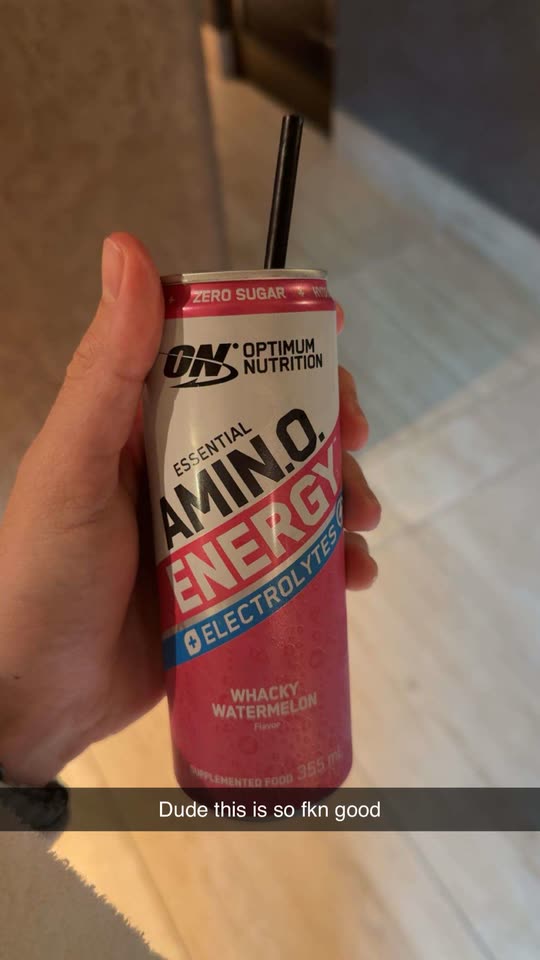 ZERO SUGAR
ON OPTIMUM
NUTRITION
ESSENTIAL
AMIN.O.
ENERGY
+ELECTROLYTES
WHACKY
WATERMELON
Flavour
SUPPLEMENTED FOOD 355 mL
Dude this is so fkn good